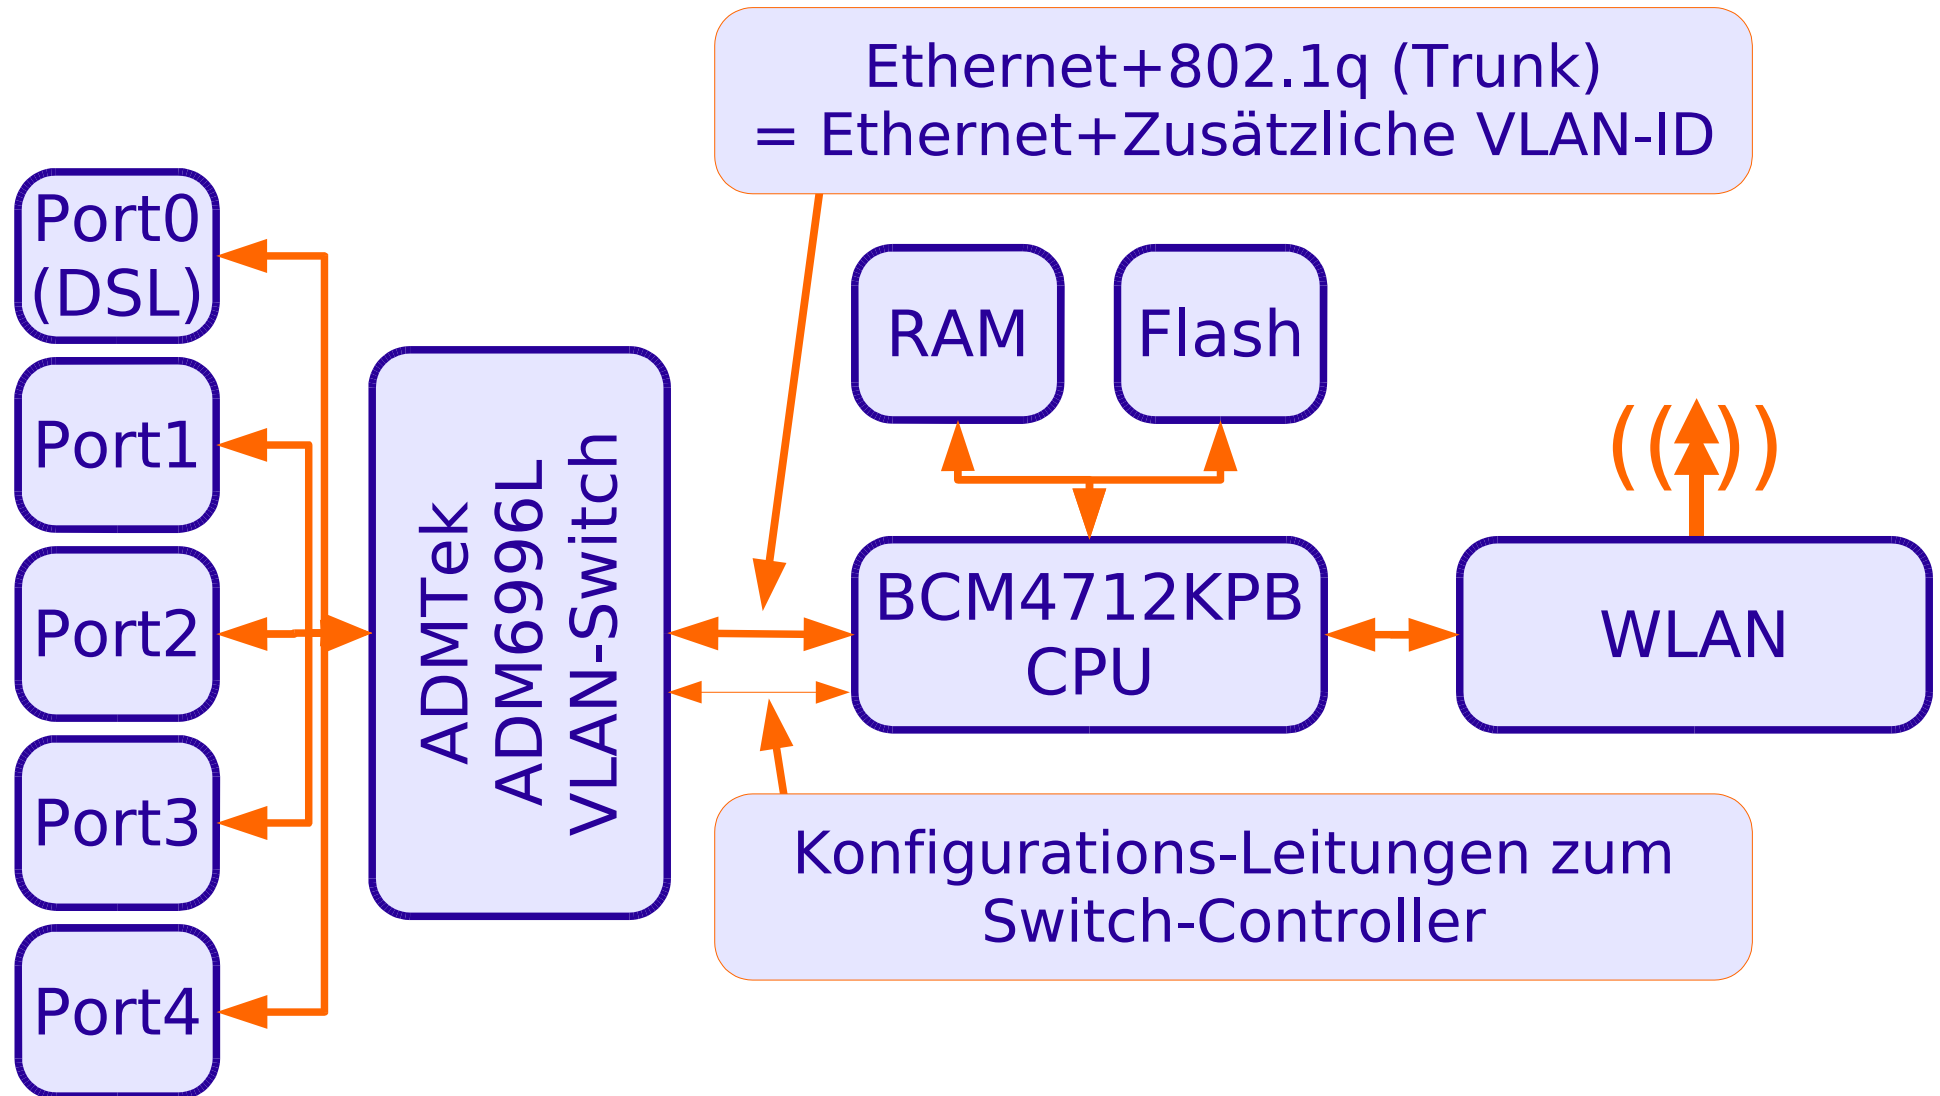 Ethernet+802.1q (Trunk)
= Ethernet+Zusätzliche VLAN-ID
Port0
(DSL)
Port1
Port2
Port3
Port4
ADMTek
ADM6996L
VLAN-Switch
RAM
Flash
BCM4712KPB
CPU
((  ))
WLAN
Konfigurations-Leitungen zum
Switch-Controller